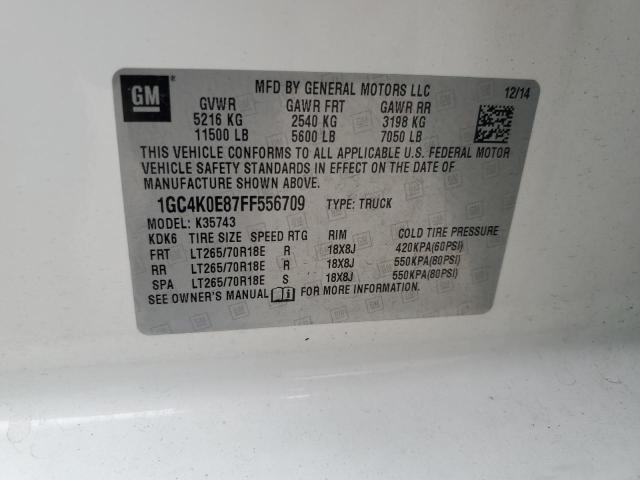 GM
MFD BY GENERAL MOTORS LLC 12/14
GVWR GAWR FRT GAWR RR
5216 KG 2540 KG 3198 KG
11500 LB 5600 LB 7050 LB
THIS VEHICLE CONFORMS TO ALL APPLICABLE U.S. FEDERAL MOTOR
VEHICLE SAFETY STANDARDS IN EFFECT ON THE DATE OF
MANUFACTURE SHOWN ABOVE.
1GC4K0E87FF556709 TYPE: TRUCK
MODEL: K35743
KDK6 TIRE SIZE SPEED RTG RIM COLD TIRE PRESSURE
FRT LT265/70R18E R 18X8J 420KPA(60PSI)
RR LT265/70R18E R 18X8J 550KPA(80PSI)
SPA LT265/70R18E S 18X8J 550KPA(80PSI)
SEE OWNER'S MANUAL FOR MORE INFORMATION.